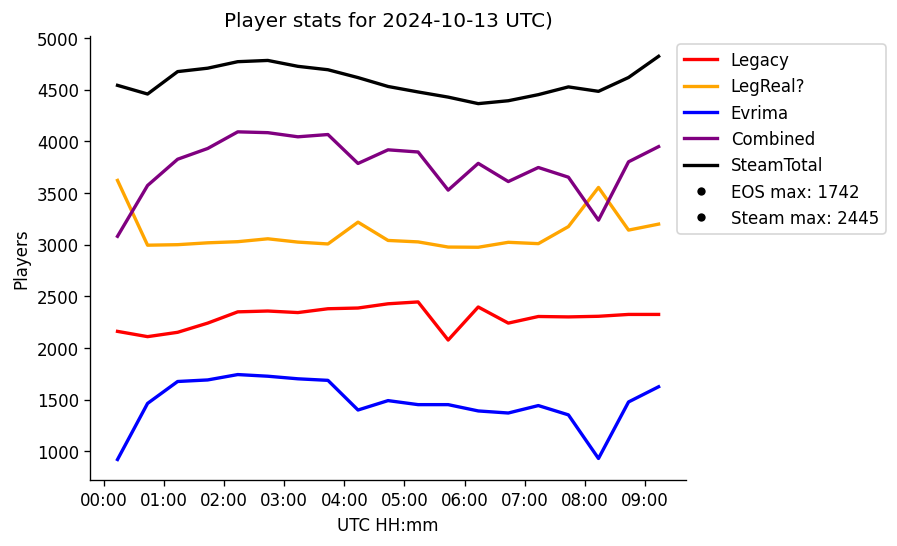 Player stats for 2024-10-13 UTC)
5000
4500
4000
3500
3000
2500
2000
1500
1000
Players
00:00 01:00 02:00 03:00 04:00 05:00 06:00 07:00 08:00 09:00
UTC HH:mm
Legacy
LegReal?
Evrima
Combined
SteamTotal
EOS max: 1742
Steam max: 2445